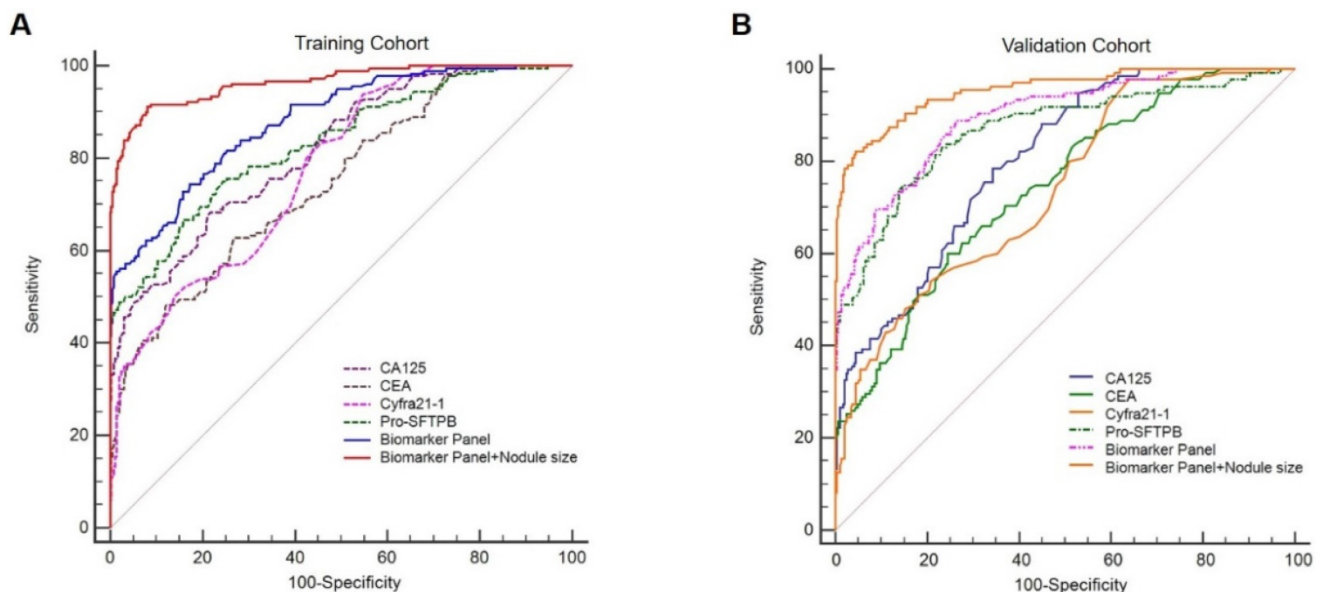 A
Training Cohort
100
80
60
40
20
0
Sensitivity
CA125
CEA
Cyfra21-1
Pro-SFTPB
Biomarker Panel
Biomarker Panel+Nodule size
0 20 40 60 80 100
100-Specificity
B
Validation Cohort
100
80
60
40
20
0
Sensitivity
CA125
CEA
Cyfra21-1
Pro-SFTPB
Biomarker Panel
Biomarker Panel+Nodule size
0 20 40 60 80 100
100-Specificity